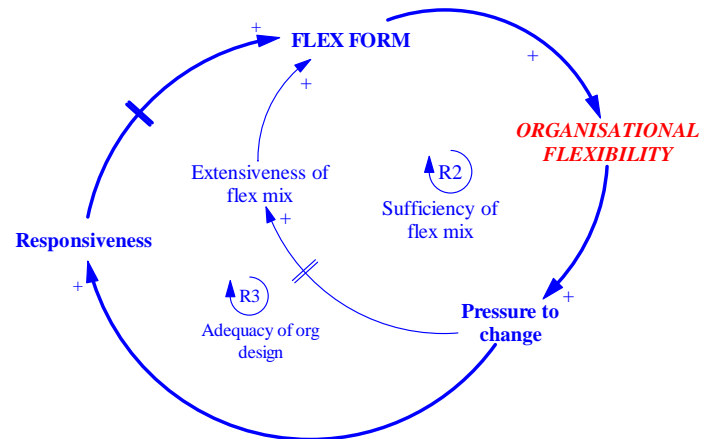 +
FLEX FORM
+
+
+
ORGANISATIONAL
FLEXIBILITY
Extensiveness of
flex mix
R2
Sufficiency of
flex mix
+
Responsiveness
+
R3
+
Adequacy of org
design
Pressure to
change